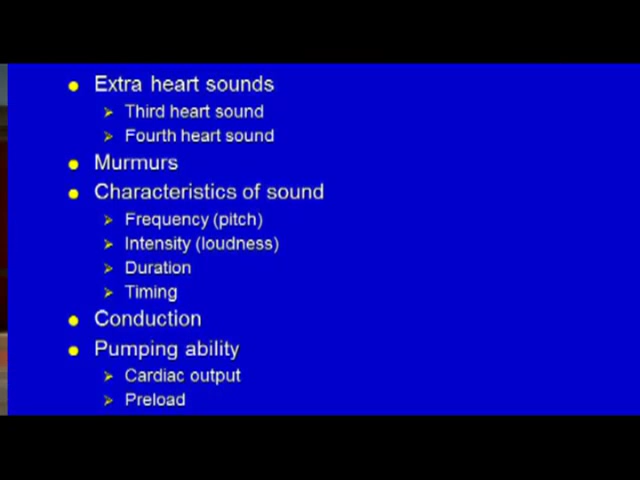 Extra heart sounds
Third heart sound
Fourth heart sound
Murmurs
Characteristics of sound
Frequency (pitch)
Intensity (loudness)
Duration
Timing
Conduction
Pumping ability
Cardiac output
Preload